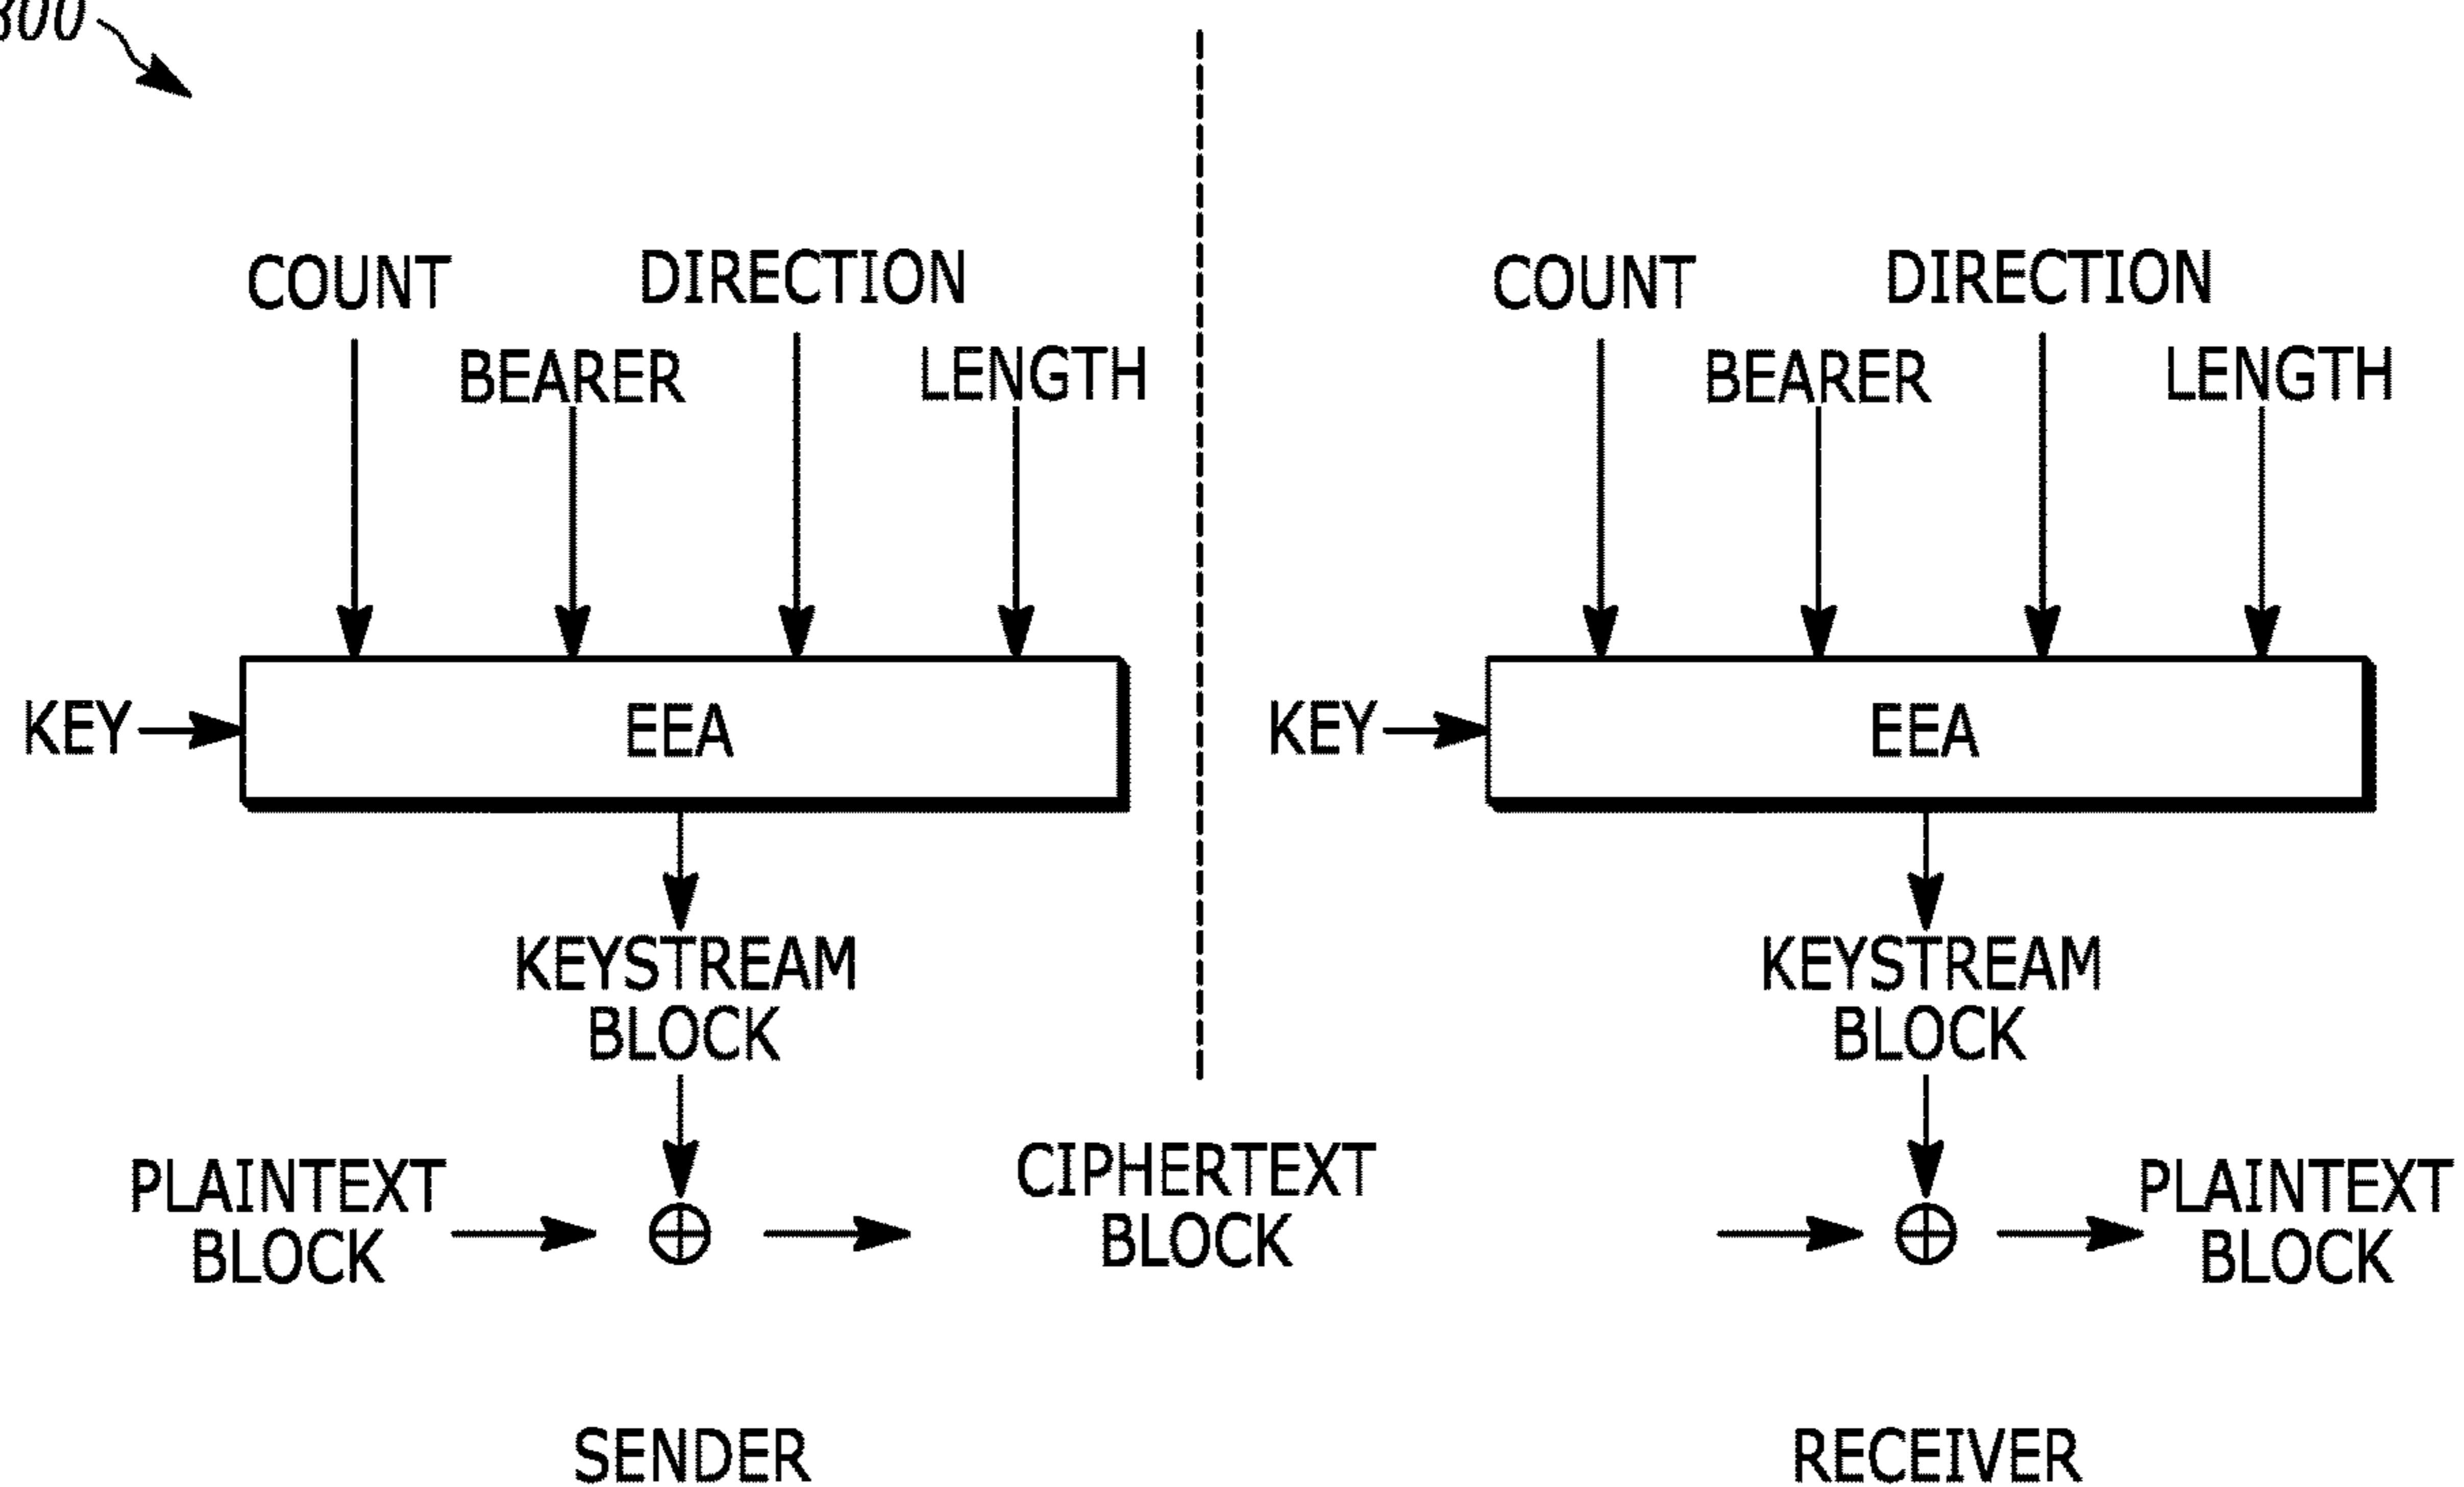 COUNT
DIRECTION
BEARER
LENGTH
KEY
EEA
KEYSTREAM
BLOCK
PLAINTEXT
BLOCK
CIPHERTEXT
BLOCK
SENDER
COUNT
DIRECTION
BEARER
LENGTH
KEY
EEA
KEYSTREAM
BLOCK
PLAINTEXT
BLOCK
RECEIVER